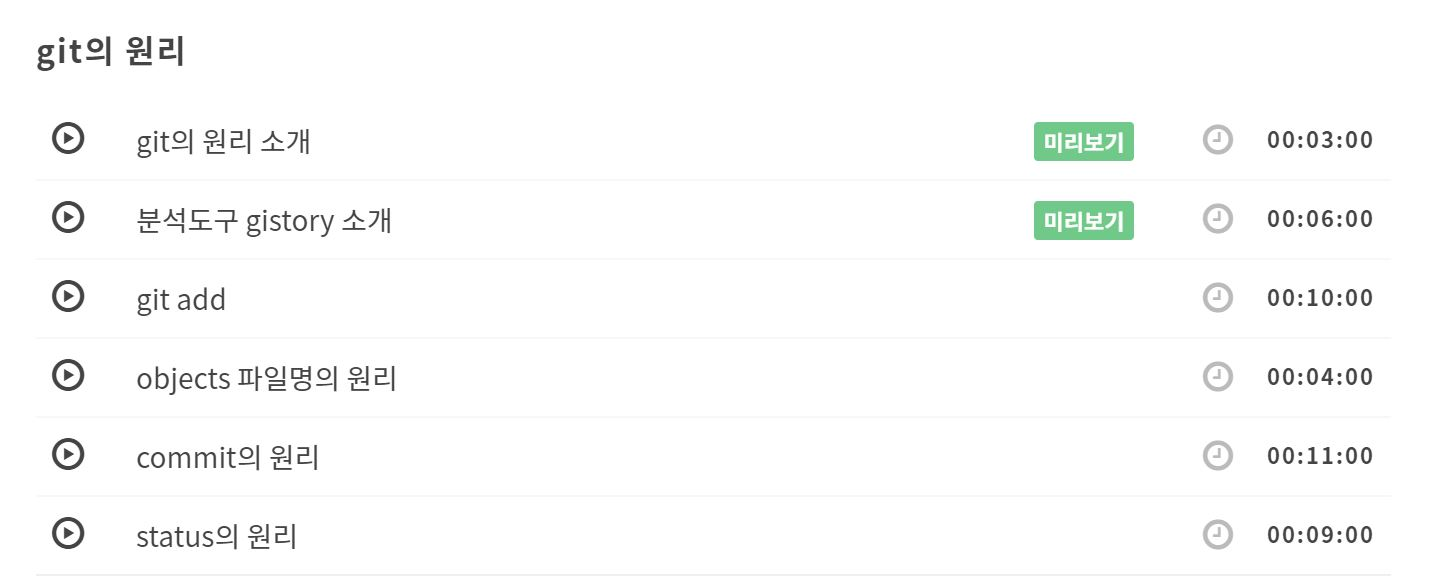 git의 원리
git의 원리 소개 미리보기 00:03:00
분석도구 gistory 소개 미리보기 00:06:00
git add 00:10:00
objects 파일명의 원리 00:04:00
commit의 원리 00:11:00
status의 원리 00:09:00